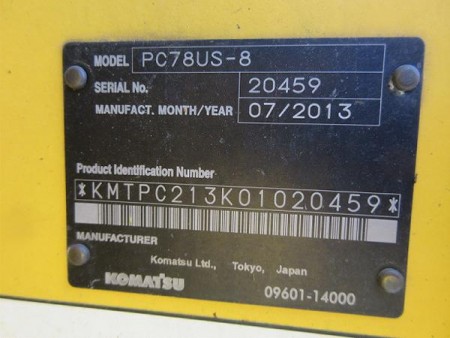 MODEL PC78US-8
SERIAL No. 20459
MANUFACT. MONTH/YEAR 07/2013
Product Identification Number
*KMTPC213K01020459*
MANUFACTURER
Komatsu Ltd., Tokyo, Japan
KOMATSU 09601-14000